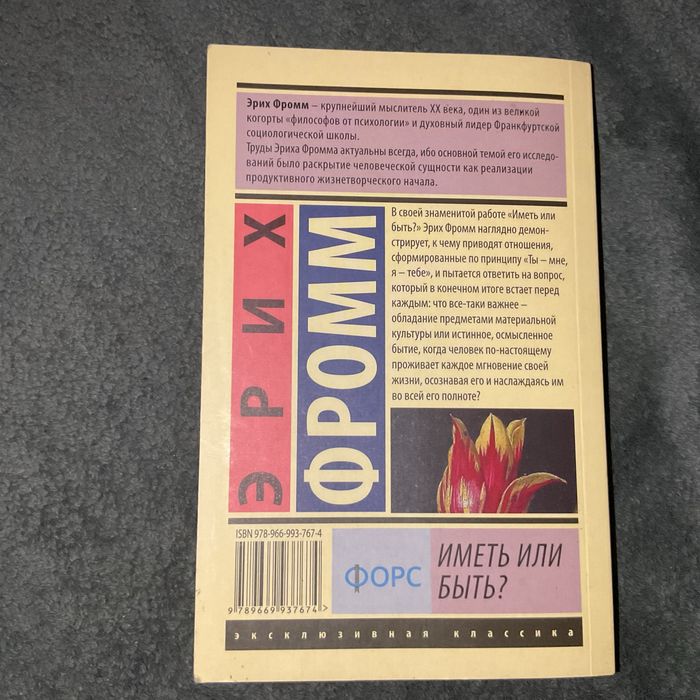 Эрих Фромм – крупнейший мыслитель XX века, один из великой
когорты «философов от психологии» и духовный лидер Франкфуртской
социологической школы.
Труды Эриха Фромма актуальны всегда, ибо основной темой его исследо-
ваний было раскрытие человеческой сущности как реализации
продуктивного жизнетворческого начала.
ЭРИХ
ФРОММ
В своей знаменитой работе «Иметь или
быть?» Эрих Фромм наглядно демон-
стрирует, к чему приводят отношения,
сформированные по принципу «Ты – мне,
я – тебе», и пытается ответить на вопрос,
который в конечном итоге встает перед
каждым: что все-таки важнее –
обладание предметами материальной
культуры или истинное, осмысленное
бытие, когда человек по-настоящему
проживает каждое мгновение своей
жизни, осознавая его и наслаждаясь им
во всей его полноте?
ISBN 978-966-993-767-4
9 789669 937674 >
ФОРС
ИМЕТЬ ИЛИ
БЫТЬ?
эксклюзивная классика